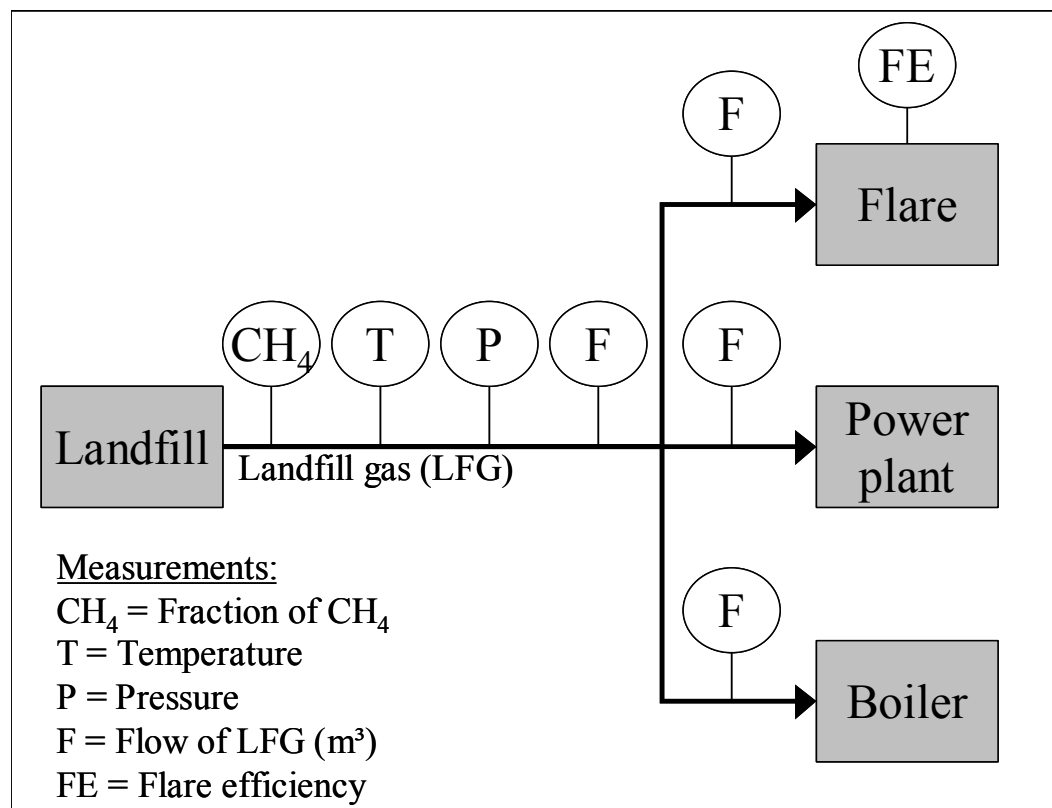 FE
F
Flare
CH₄
T
P
F
F
Landfill
Landfill gas (LFG)
Power
plant
F
Boiler
Measurements:
CH₄ = Fraction of CH₄
T = Temperature
P = Pressure
F = Flow of LFG (m³)
FE = Flare efficiency